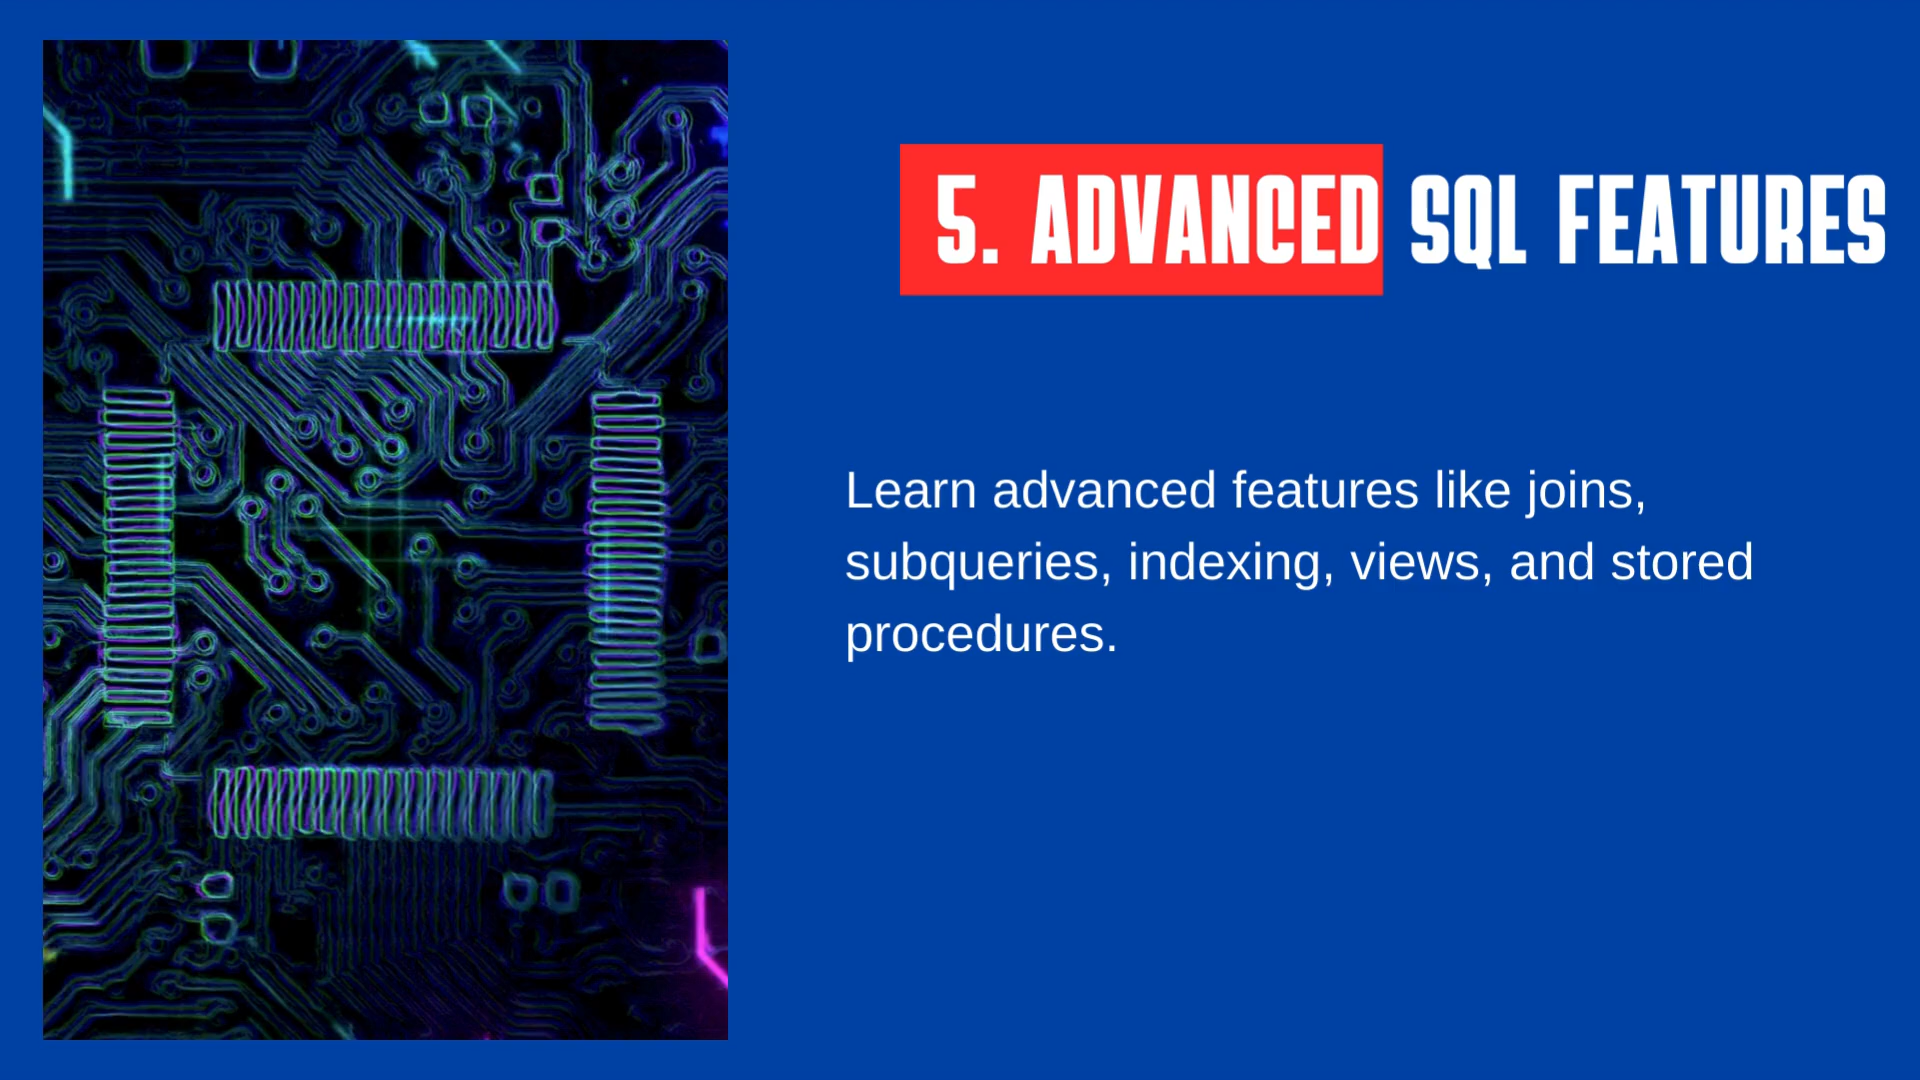 5. ADVANCED SQL FEATURES
Learn advanced features like joins,
subqueries, indexing, views, and stored
procedures.